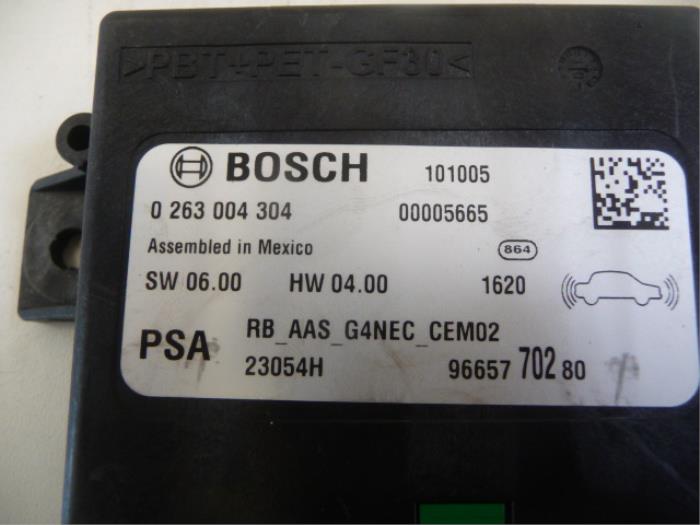 >PBT+PET-GF30<
BOSCH 101005
0 263 004 304 00005665
Assembled in Mexico 864
SW 06.00 HW 04.00 1620
PSA RB_AAS_G4NEC_CEM02
23054H 96657 702 80